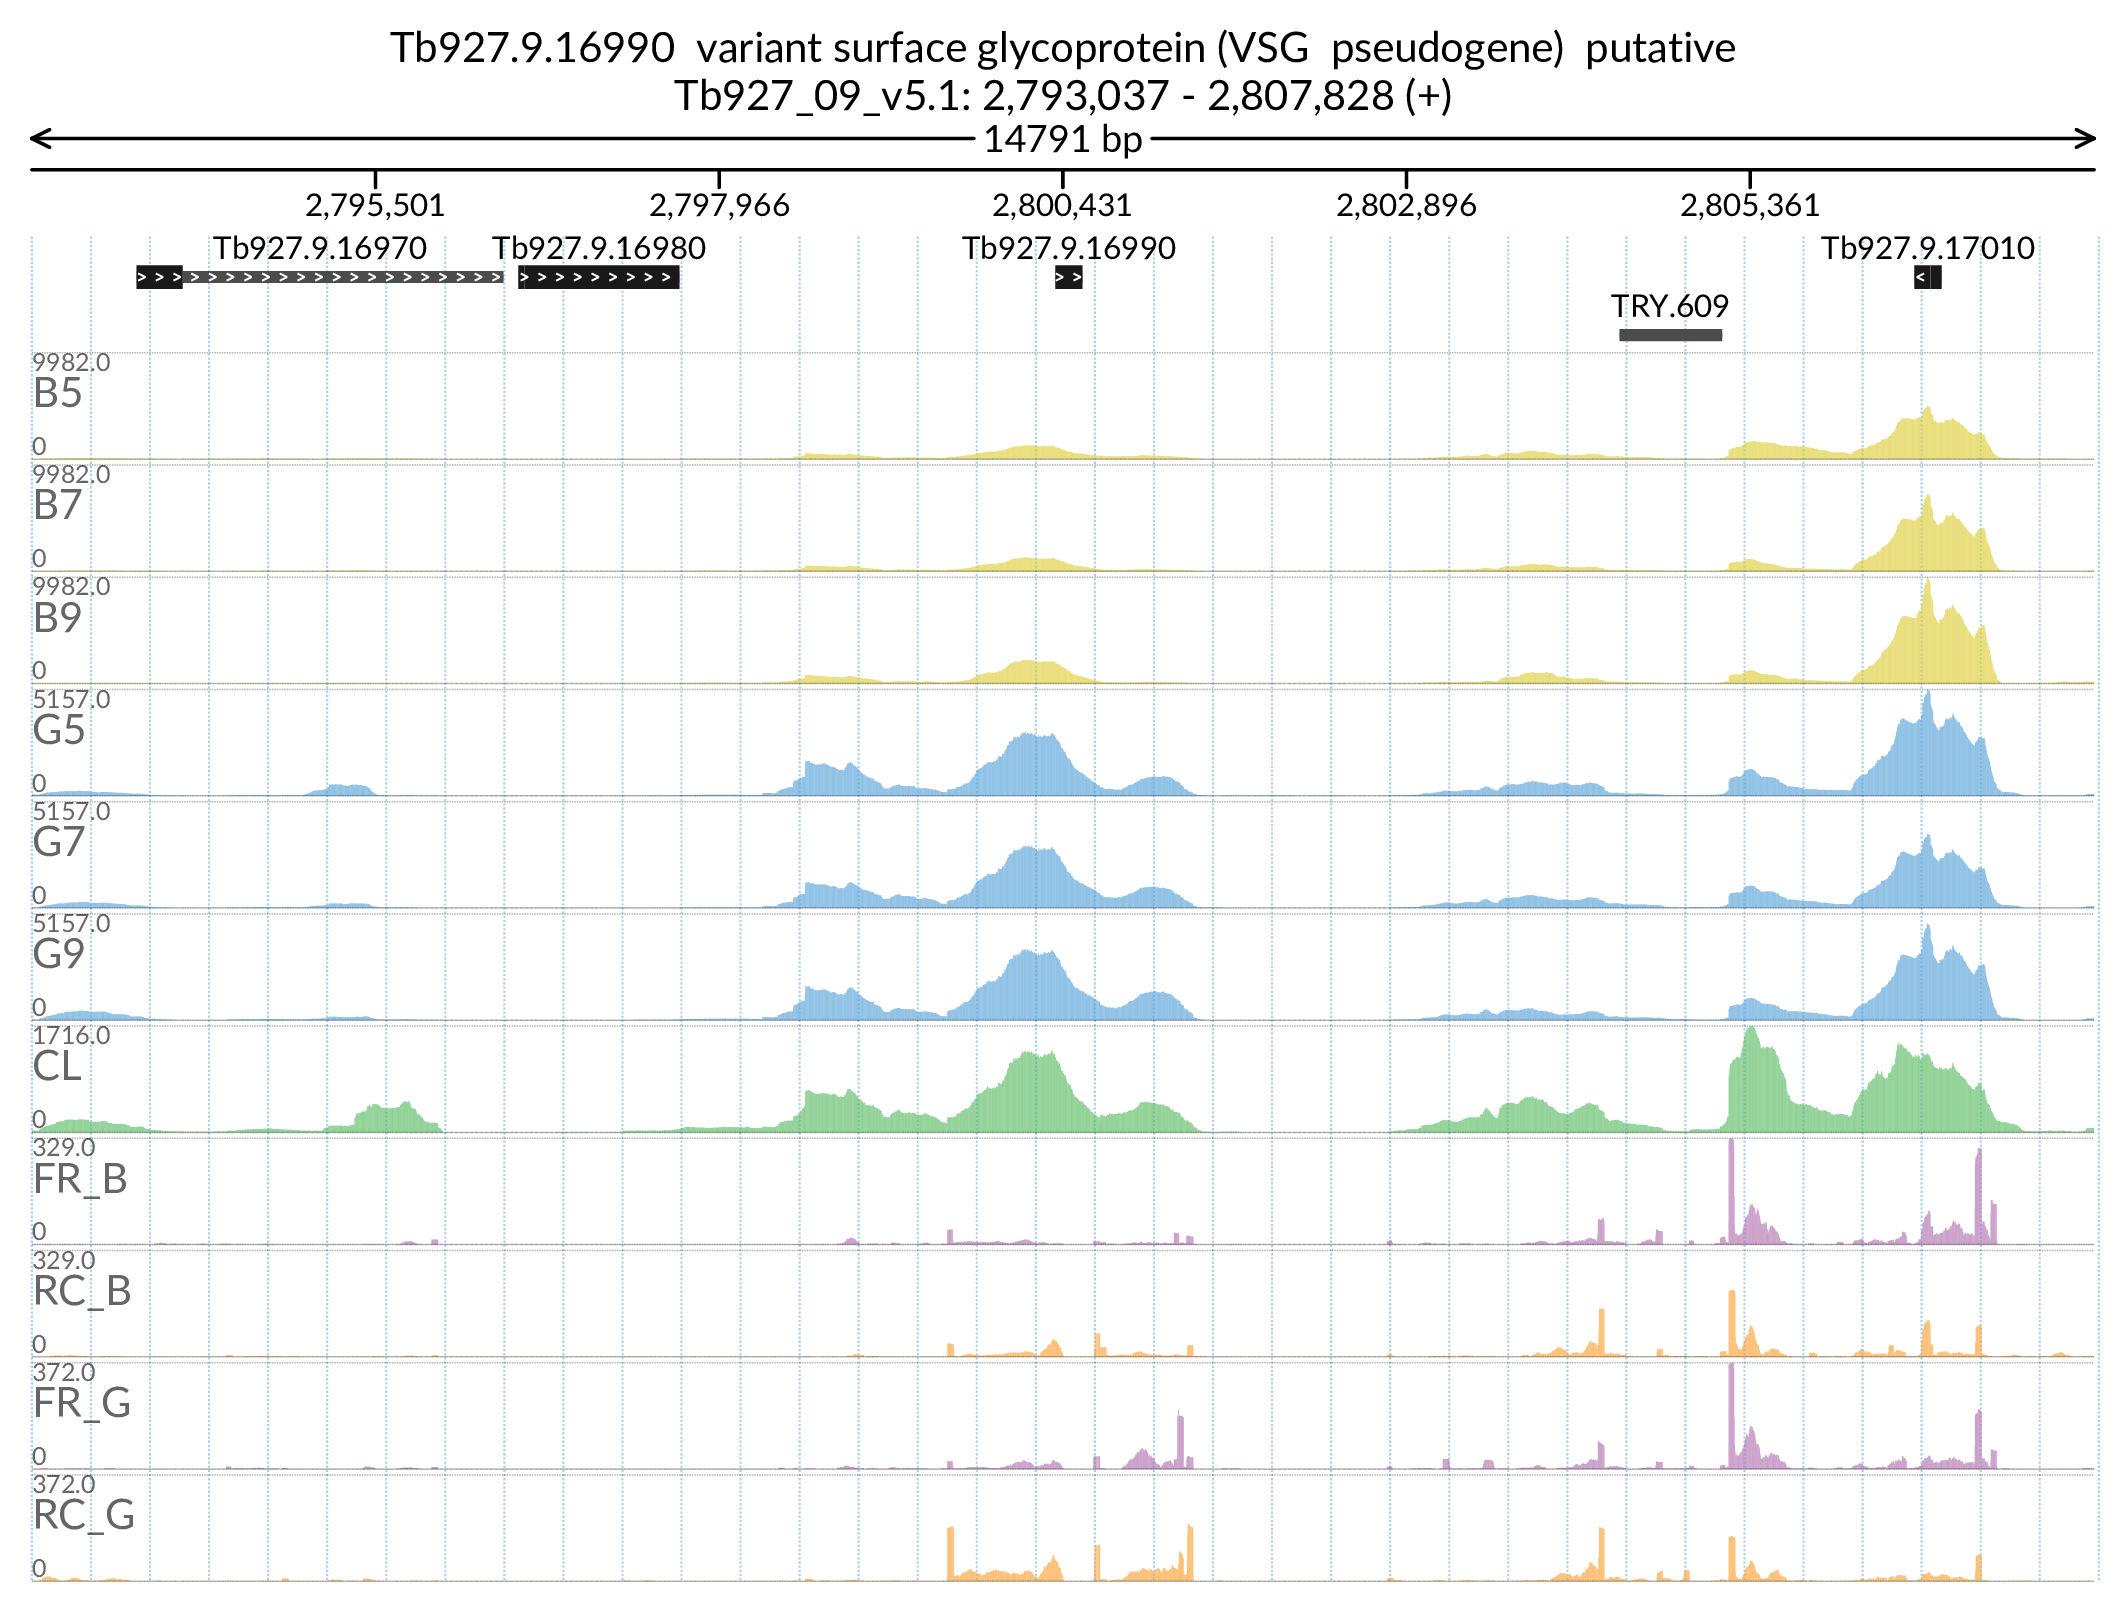 Tb927.9.16990 variant surface glycoprotein (VSG pseudogene) putative
Tb927_09_v5.1: 2,793,037 - 2,807,828 (+)
14791 bp
2,795,501 2,797,966 2,800,431 2,802,896 2,805,361
Tb927.9.16970 Tb927.9.16980 Tb927.9.16990 Tb927.9.17010
TRY.609
9982.0
B5
0
9982.0
B7
0
9982.0
B9
0
5157.0
G5
0
5157.0
G7
0
5157.0
G9
0
1716.0
CL
0
329.0
FR_B
0
329.0
RC_B
0
372.0
FR_G
0
372.0
RC_G
0